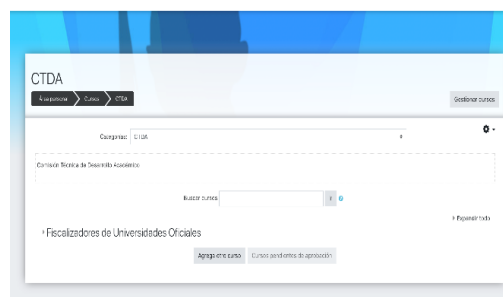 CTDA
Área personal Cursos CTDA
Gestionar cursos
Categorías: CTDA
Comisión Técnica de Desarrollo Académico
Buscar cursos
Expandir todo
Fiscalizadores de Universidades Oficiales
Agrega otro curso Cursos pendientes de aprobación